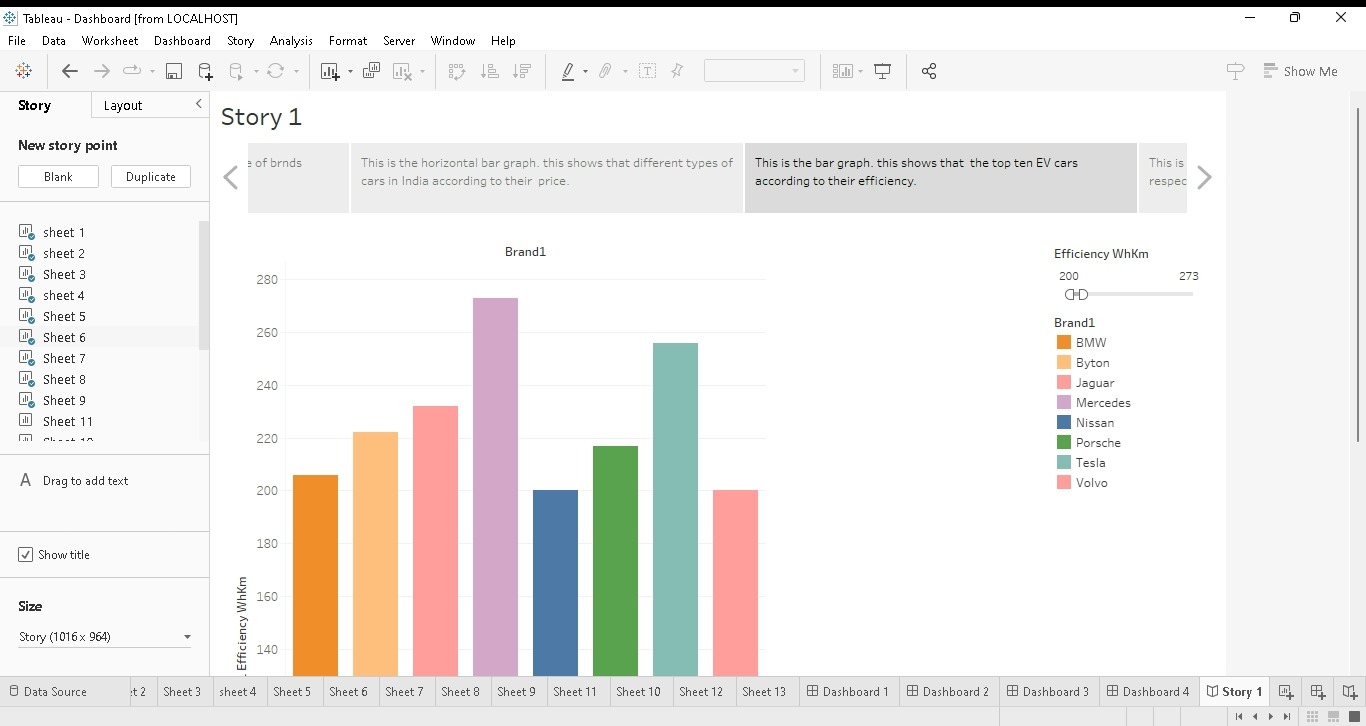 Tableau - Dashboard [from LOCALHOST]
File Data Worksheet Dashboard Story Analysis Format Server Window Help
Show Me
Story Layout
Story 1
New story point
Blank Duplicate
e of brnds
This is the horizontal bar graph. this shows that different types of
cars in India according to their price.
This is the bar graph. this shows that the top ten EV cars
according to their efficiency.
This is
respec
sheet 1
sheet 2
Sheet 3
sheet 4
Sheet 5
Sheet 6
Sheet 7
Sheet 8
Sheet 9
Sheet 11
A Drag to add text
Show title
Size
Story (1016 x 964)
Brand1
280
260
240
220
200
180
160
140
Efficiency WhKm
Efficiency WhKm
200 273
Brand1
BMW
Byton
Jaguar
Mercedes
Nissan
Porsche
Tesla
Volvo
Data Source et 2 Sheet 3 sheet 4 Sheet 5 Sheet 6 Sheet 7 Sheet 8 Sheet 9 Sheet 11 Sheet 10 Sheet 12 Sheet 13 Dashboard 1 Dashboard 2 Dashboard 3 Dashboard 4 Story 1